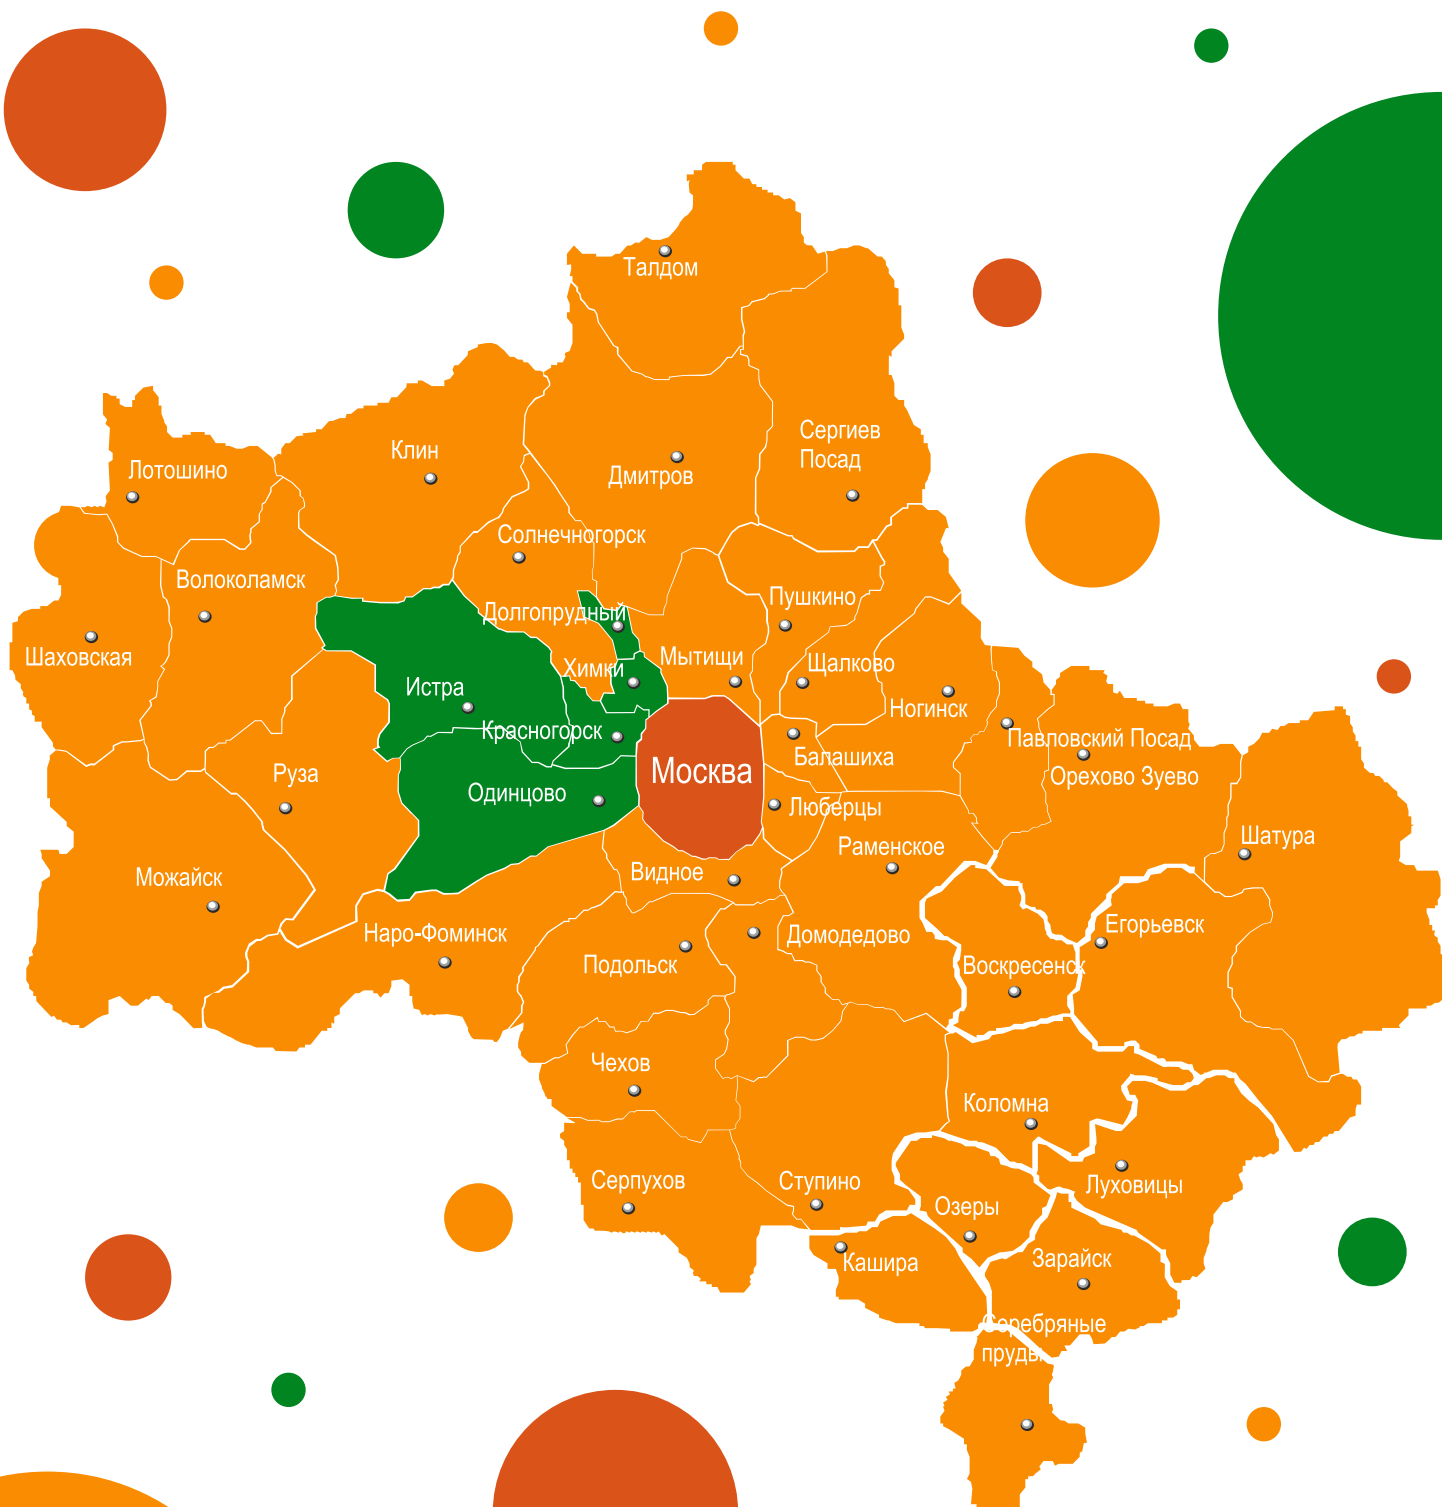 Талдом
Сергиев
Посад
Клин
Лотошино
Дмитров
Солнечногорск
Волоколамск
Пушкино
Долгопрудный
Шаховская
Мытищи
Щалково
Химки
Истра
Ногинск
Красногорск
Павловский Посад
Балашиха
Москва
Руза
Орехово Зуево
Одинцово
Люберцы
Шатура
Раменское
Видное
Можайск
Егорьевск
Наро-Фоминск
Домодедово
Подольск
Воскресенск
Чехов
Коломна
Серпухов
Ступино
Луховицы
Озеры
Зарайск
Кашира
Серебряные
пруды